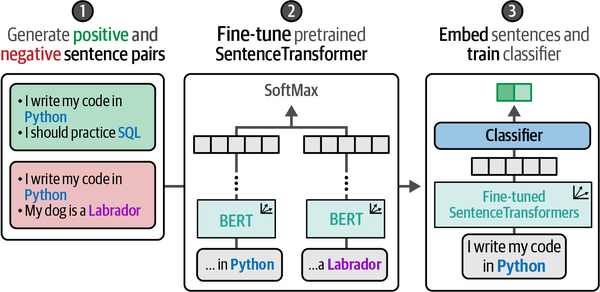 1
Generate positive and
negative sentence pairs
• I write my code in
Python
• I should practice SQL
• I write my code in
Python
• My dog is a Labrador
2
Fine-tune pretrained
SentenceTransformer
SoftMax
BERT
BERT
... in Python
...a Labrador
3
Embed sentences and
train classifier
Classifier
Fine-tuned
SentenceTransformers
I write my code
in Python